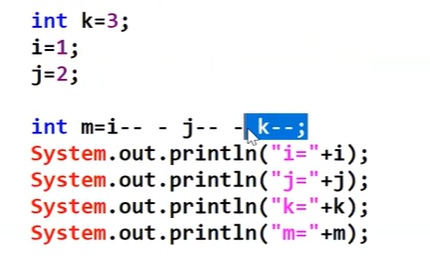 int k=3;
i=1;
j=2;
int m=i-- - j-- - k--;
System.out.println("i="+i);
System.out.println("j="+j);
System.out.println("k="+k);
System.out.println("m="+m);